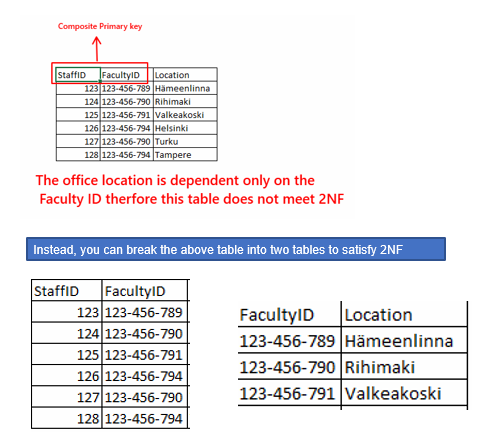 Composite Primary key
StaffID FacultyID Location
123 123-456-789 Hämeenlinna
124 123-456-790 Rihimaki
125 123-456-791 Valkeakoski
126 123-456-794 Helsinki
127 123-456-790 Turku
128 123-456-794 Tampere
The office location is dependent only on the
Faculty ID therfore this table does not meet 2NF
Instead, you can break the above table into two tables to satisfy 2NF
StaffID FacultyID
123 123-456-789
124 123-456-790
125 123-456-791
126 123-456-794
127 123-456-790
128 123-456-794
FacultyID Location
123-456-789 Hämeenlinna
123-456-790 Rihimaki
123-456-791 Valkeakoski